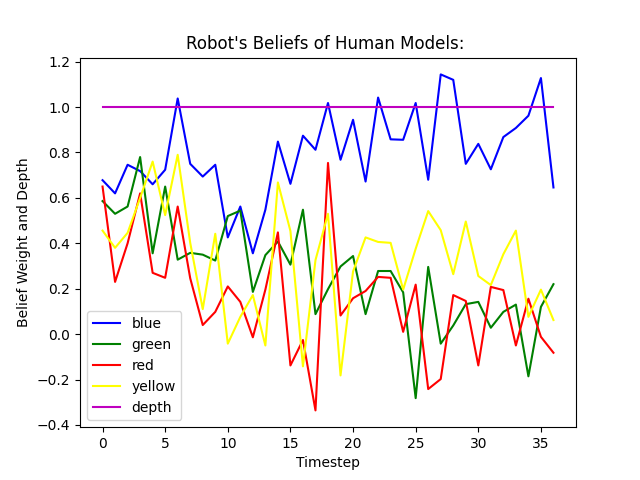 Robot's Beliefs of Human Models:
Belief Weight and Depth
1.2
1.0
0.8
0.6
0.4
0.2
0.0
−0.2
−0.4
blue
green
red
yellow
depth
0 5 10 15 20 25 30 35
Timestep